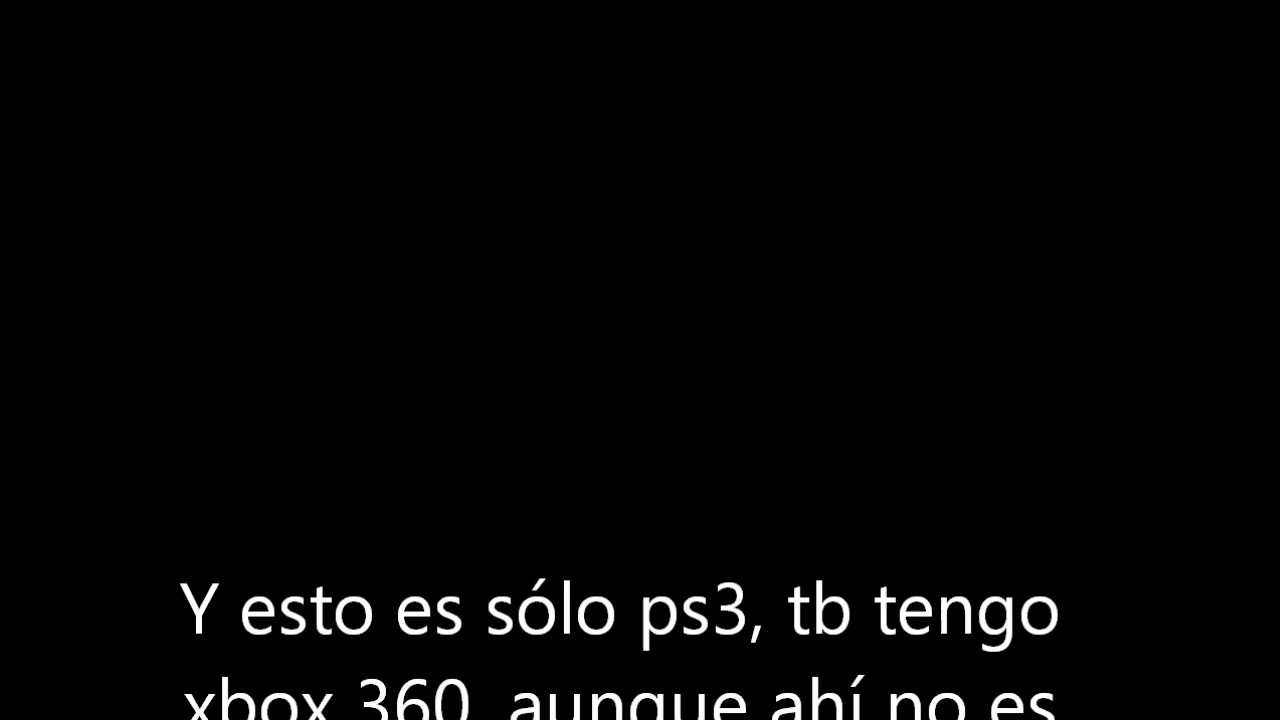 Y esto es sólo ps3, tb tengo
xbox 360, aunque ahí no es